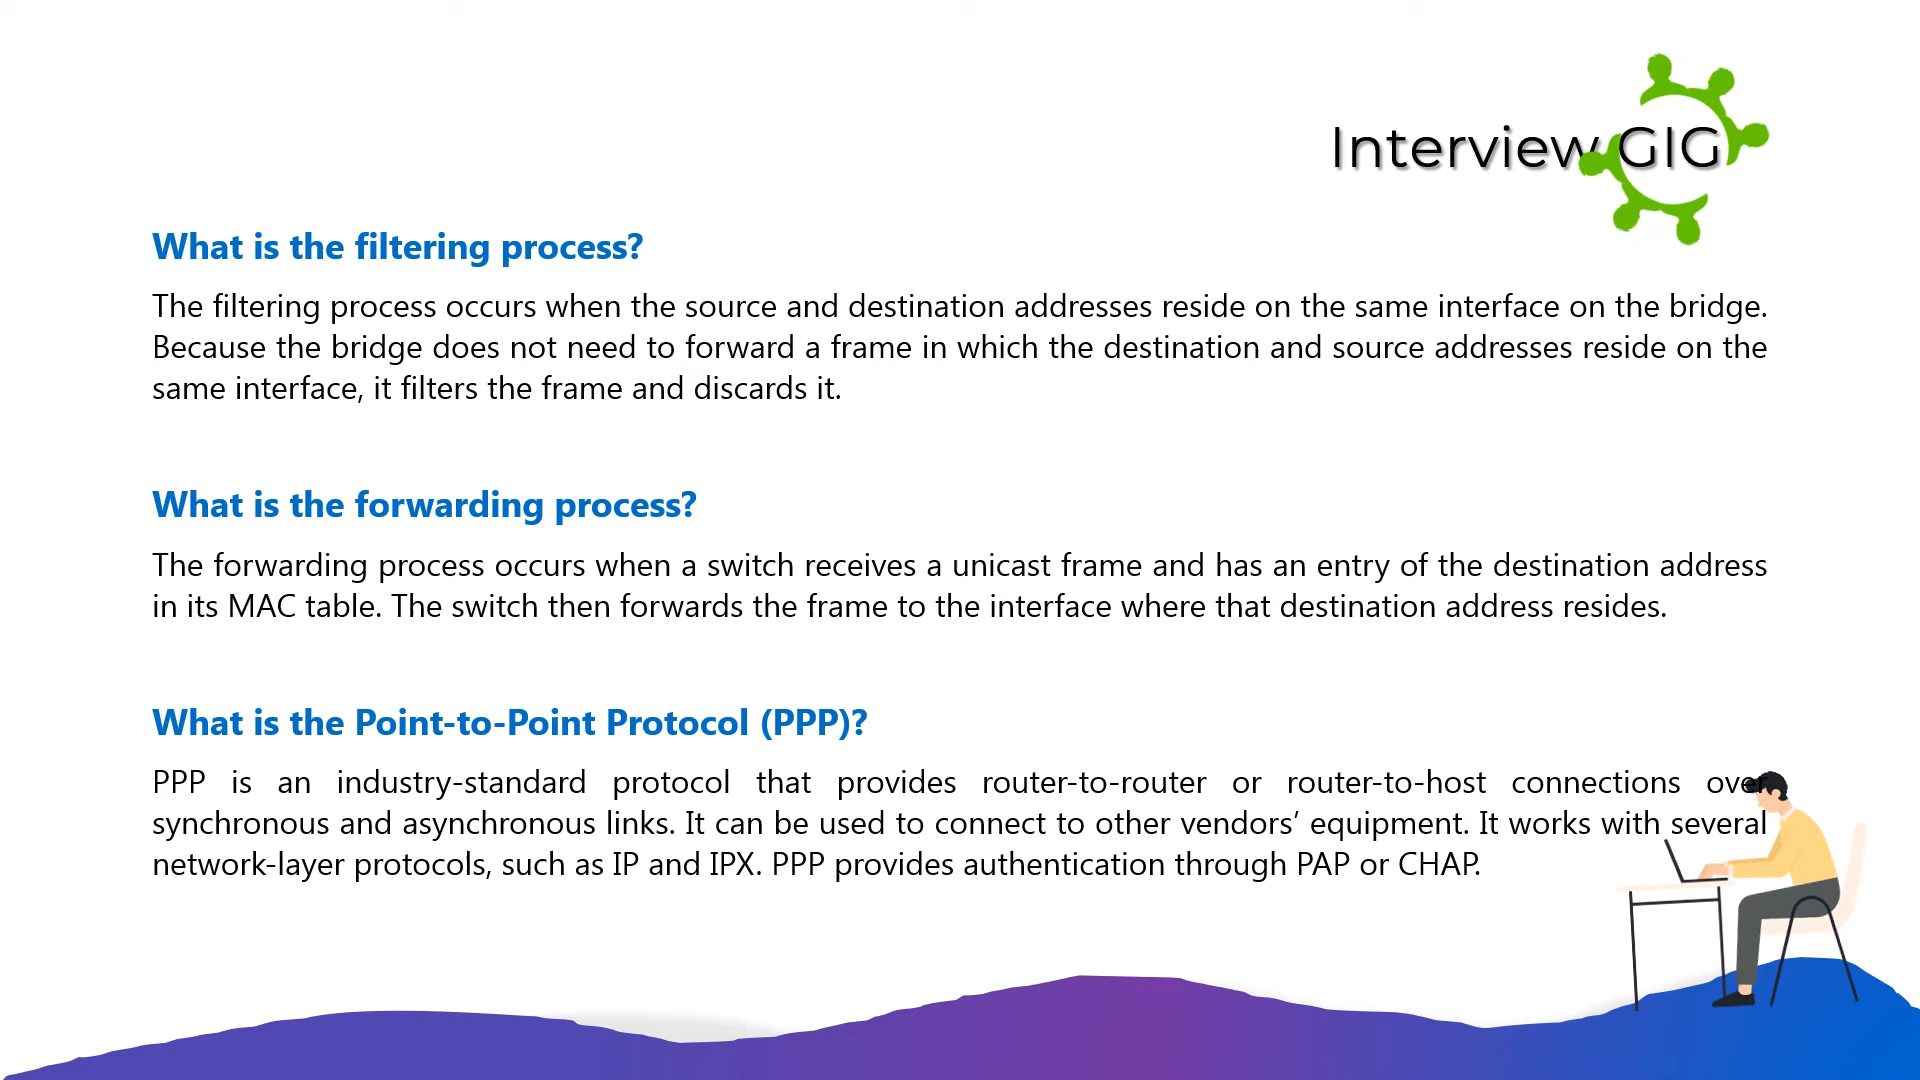 Interview GIG
What is the filtering process?
The filtering process occurs when the source and destination addresses reside on the same interface on the bridge.
Because the bridge does not need to forward a frame in which the destination and source addresses reside on the
same interface, it filters the frame and discards it.
What is the forwarding process?
The forwarding process occurs when a switch receives a unicast frame and has an entry of the destination address
in its MAC table. The switch then forwards the frame to the interface where that destination address resides.
What is the Point-to-Point Protocol (PPP)?
PPP is an industry-standard protocol that provides router-to-router or router-to-host connections over
synchronous and asynchronous links. It can be used to connect to other vendors’ equipment. It works with several
network-layer protocols, such as IP and IPX. PPP provides authentication through PAP or CHAP.